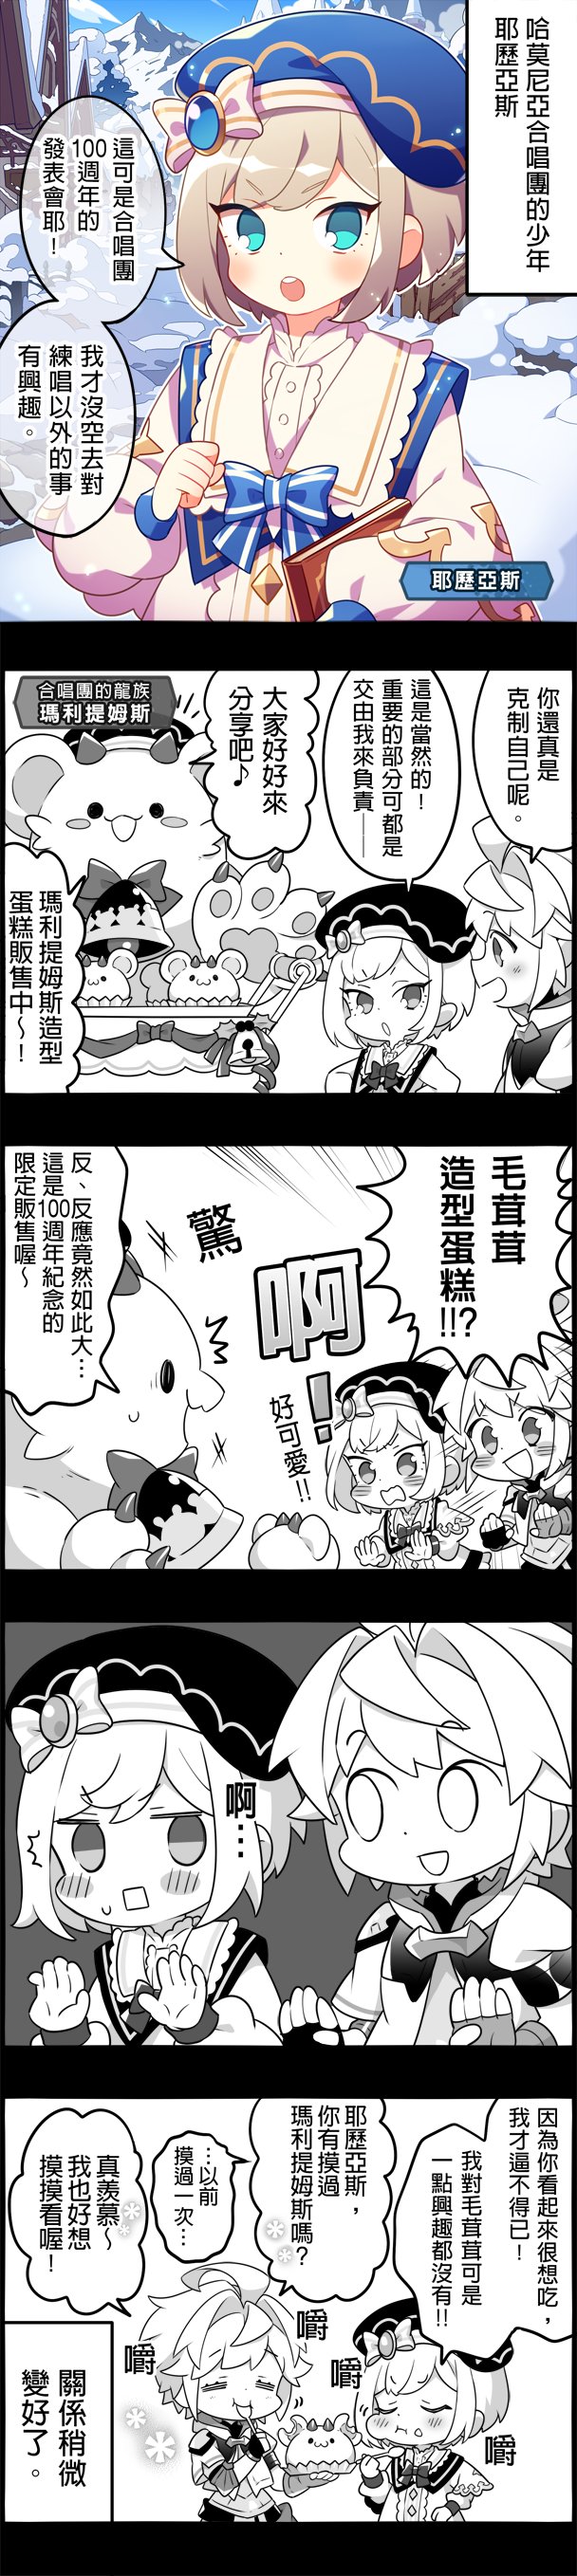 哈莫尼亞合唱團的少年
耶歷亞斯
這可是合唱團
100週年的
發表會耶！
我才沒空去對
練唱以外的事
有興趣。
耶歷亞斯
你還真是
克制自己呢。
這是當然的！
重要的部分可都是
交由我來負責──
大家好好來
分享吧♪
合唱團的龍族
瑪利提姆斯
瑪利提姆斯造型
蛋糕販售中～！
毛茸茸
造型蛋糕!!?
啊！
好可愛!!
驚
反、反應竟然如此大…
這是100週年紀念的
限定販售喔～
啊…
因為你看起來很想吃，
我才逼不得已！
我對毛茸茸可是
一點興趣都沒有!!
耶歷亞斯，
你有摸過
瑪利提姆斯嗎？
…以前
摸過一次…
真羨慕～
我也好想
摸摸看喔！
嚼
嚼
嚼
嚼
關係稍微
變好了。